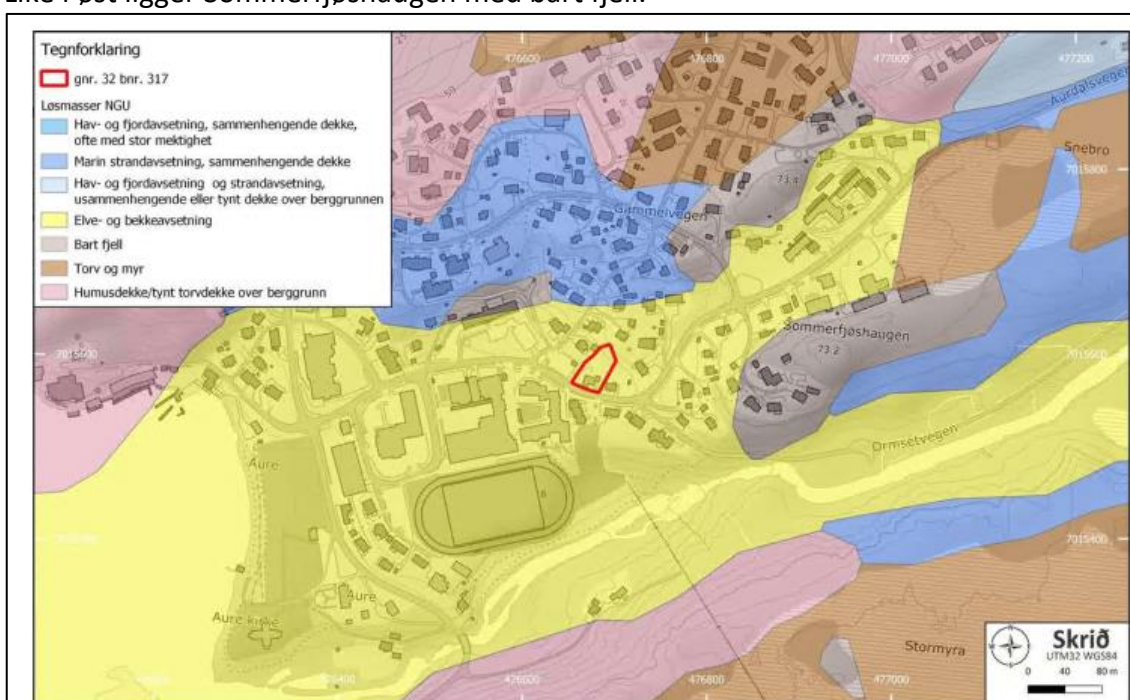 Like i øst ligger Sommerfjøshaugen med bart fjell.
Tegnforklaring
gnr. 32 bnr. 317
Løsmasser NGU
Hav- og fjordavsetning, sammenhengende dekke,
ofte med stor mektighet
Marin strandavsetning, sammenhengende dekke
Hav- og fjordavsetning og strandavsetning,
usammenhengende eller tynt dekke over berggrunnen
Elve- og bekkeavsetning
Bart fjell
Torv og myr
Humusdekke/tynt torvdekke over berggrunn
476600
476800
477000
477200
Aurdalsvegen
Snebro
7015800
73.4
Gammelvegen
Sommerfjøshaugen
73.2
7015600
7015600
Ormsetvegen
Aure
7015400
Aure
Aure kirke
Stormyra
476400
476600
476800
477000
Skrið
UTM32 WGS84
0 40 80 m